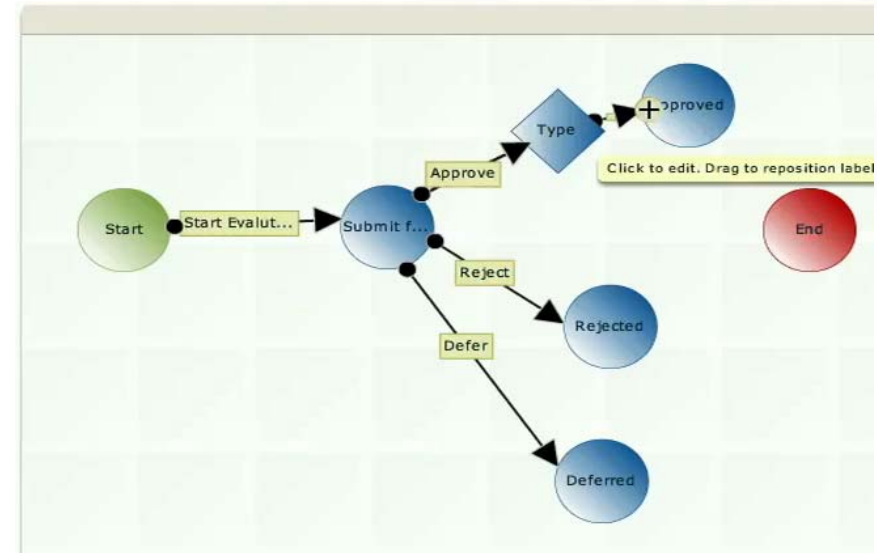 Start
Start Evalut...
Submit f...
Approve
Type
pproved
Click to edit. Drag to reposition label
End
Reject
Rejected
Defer
Deferred